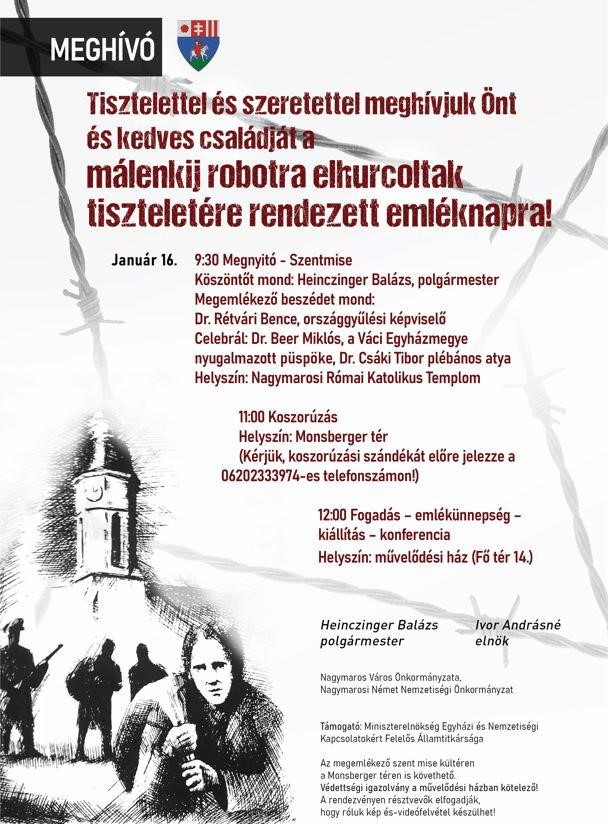 MEGHÍVÓ
Tisztelettel és szeretettel meghívjuk Önt
és kedves családját a
málenkij robotra elhurcoltak
tiszteletére rendezett emléknapra!
Január 16. 9:30 Megnyitó - Szentmise
Köszöntőt mond: Heinczinger Balázs, polgármester
Megemlékező beszédet mond:
Dr. Rétvári Bence, országgyűlési képviselő
Celebrál: Dr. Beer Miklós, a Váci Egyházmegye
nyugalmazott püspöke, Dr. Csáki Tibor plébános atya
Helyszín: Nagymarosi Római Katolikus Templom
11:00 Koszorúzás
Helyszín: Monsberger tér
(Kérjük, koszorúzási szándékát előre jelezze a
06202333974-es telefonszámon!)
12:00 Fogadás – emlékünnepség –
kiállítás – konferencia
Helyszín: művelődési ház (Fő tér 14.)
Heinczinger Balázs Ivor Andrásné
polgármester elnök
Nagymaros Város Önkormányzata,
Nagymarosi Német Nemzetiségi Önkormányzat
Támogató: Miniszterelnökség Egyházi és Nemzetiségi
Kapcsolatokért Felelős Államtitkársága
Az megemlékező szent mise kültéren
a Monsberger téren is követhető.
Védettségi igazolvány a művelődési házban kötelező!
A rendezvényen résztvevők elfogadják,
hogy róluk kép és-videófelvétel készülhet!